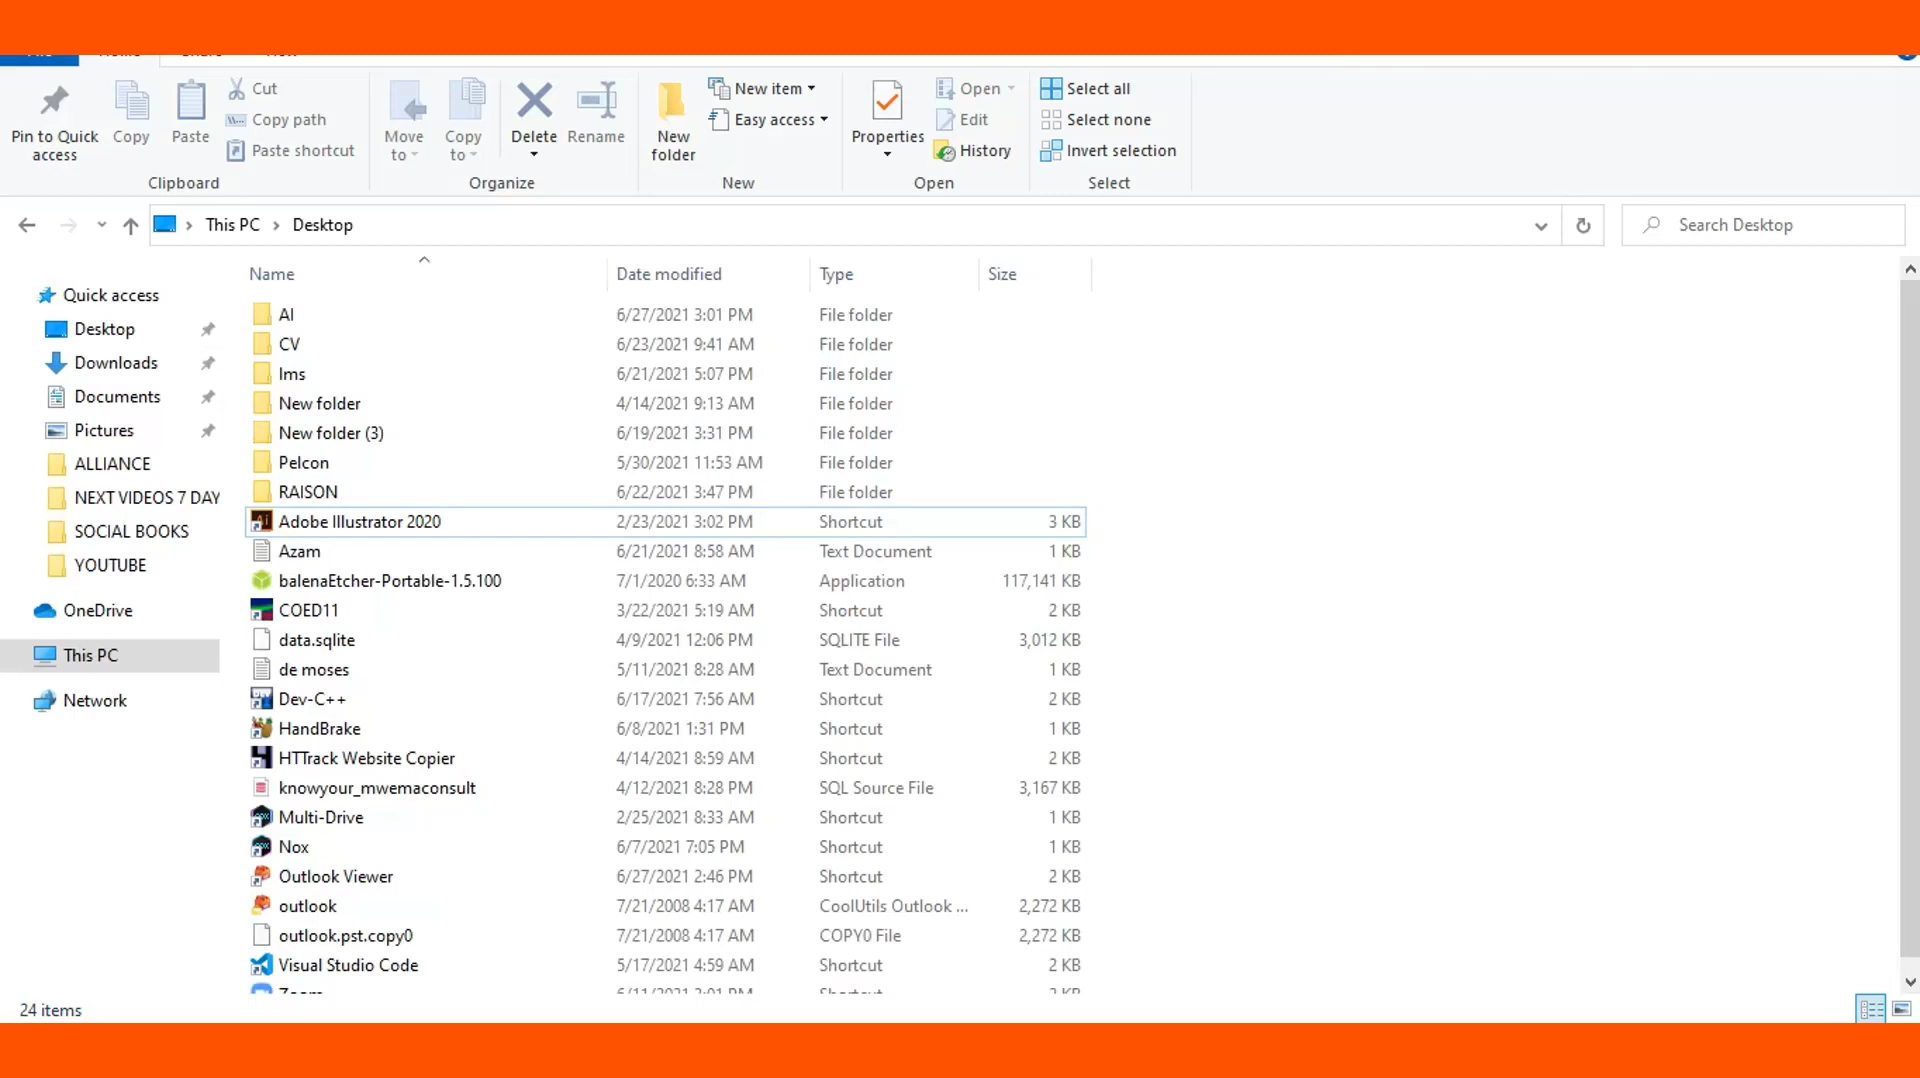 Pin to Quick access
Copy
Paste
Cut
Copy path
Paste shortcut
Clipboard
Move to
Copy to
Delete
Rename
Organize
New folder
New item
Easy access
New
Properties
Open
Edit
History
Open
Select all
Select none
Invert selection
Select
This PC > Desktop
Search Desktop
Quick access
Desktop
Downloads
Documents
Pictures
ALLIANCE
NEXT VIDEOS 7 DAY
SOCIAL BOOKS
YOUTUBE
OneDrive
This PC
Network
Name Date modified Type Size
AI 6/27/2021 3:01 PM File folder
CV 6/23/2021 9:41 AM File folder
lms 6/21/2021 5:07 PM File folder
New folder 4/14/2021 9:13 AM File folder
New folder (3) 6/19/2021 3:31 PM File folder
Pelcon 5/30/2021 11:53 AM File folder
RAISON 6/22/2021 3:47 PM File folder
Adobe Illustrator 2020 2/23/2021 3:02 PM Shortcut 3 KB
Azam 6/21/2021 8:58 AM Text Document 1 KB
balenaEtcher-Portable-1.5.100 7/1/2020 6:33 AM Application 117,141 KB
COED11 3/22/2021 5:19 AM Shortcut 2 KB
data.sqlite 4/9/2021 12:06 PM SQLITE File 3,012 KB
de moses 5/11/2021 8:28 AM Text Document 1 KB
Dev-C++ 6/17/2021 7:56 AM Shortcut 2 KB
HandBrake 6/8/2021 1:31 PM Shortcut 1 KB
HTTrack Website Copier 4/14/2021 8:59 AM Shortcut 2 KB
knowyour_mwemaconsult 4/12/2021 8:28 PM SQL Source File 3,167 KB
Multi-Drive 2/25/2021 8:33 AM Shortcut 1 KB
Nox 6/7/2021 7:05 PM Shortcut 1 KB
Outlook Viewer 6/27/2021 2:46 PM Shortcut 2 KB
outlook 7/21/2008 4:17 AM CoolUtils Outlook ... 2,272 KB
outlook.pst.copy0 7/21/2008 4:17 AM COPY0 File 2,272 KB
Visual Studio Code 5/17/2021 4:59 AM Shortcut 2 KB
24 items